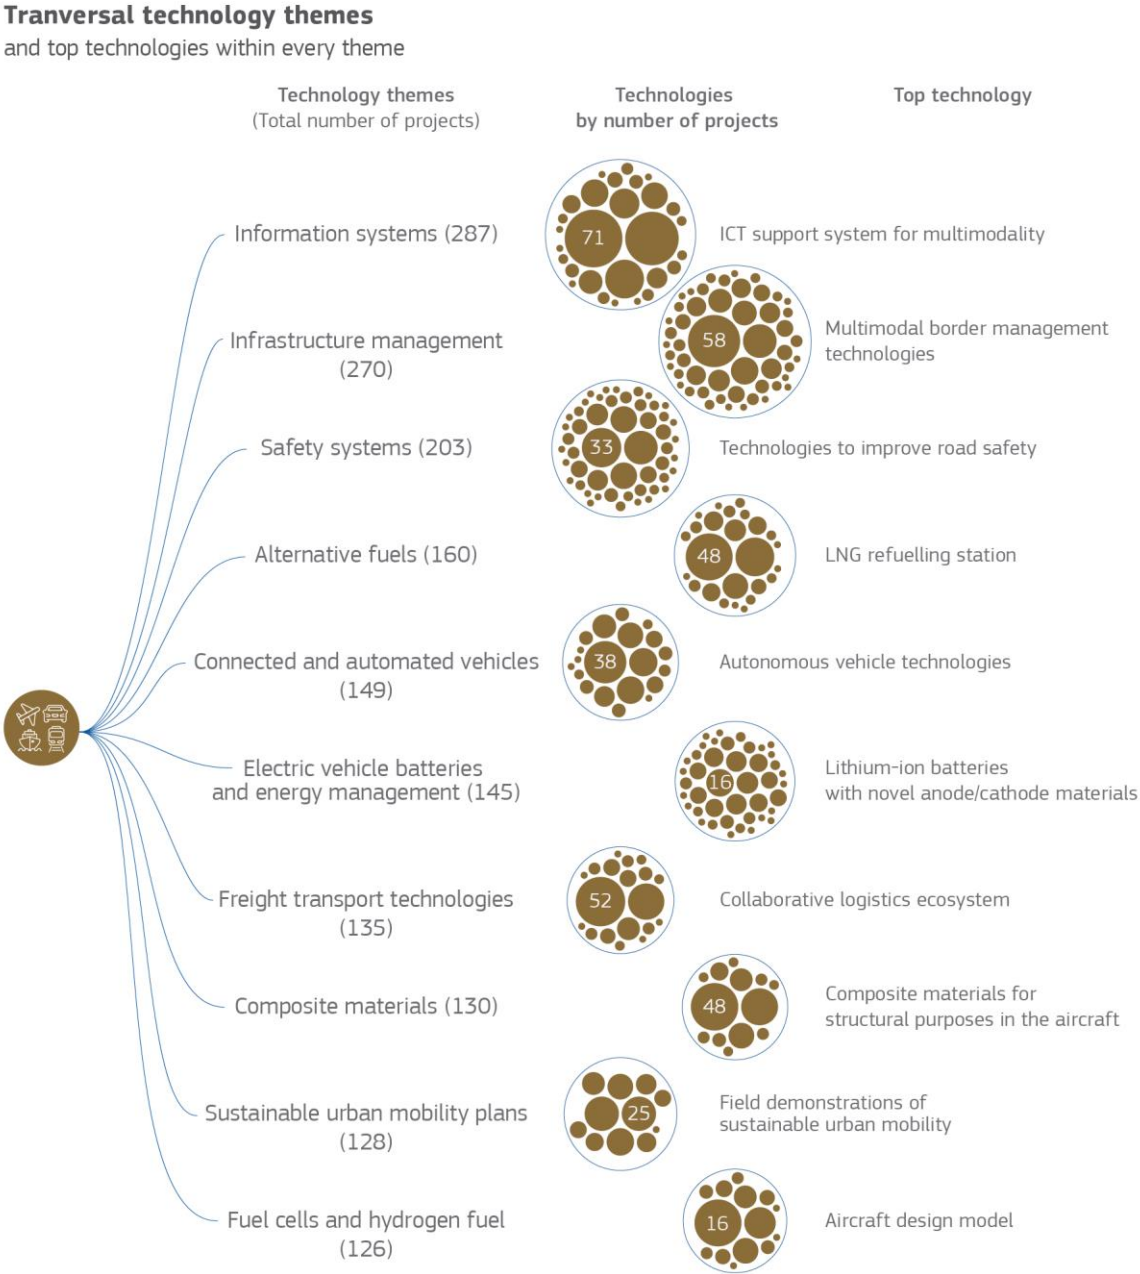 Tranversal technology themes
and top technologies within every theme
Technology themes
(Total number of projects)
Technologies
by number of projects
Top technology
Information systems (287)
71
ICT support system for multimodality
Infrastructure management
(270)
58
Multimodal border management
technologies
Safety systems (203)
33
Technologies to improve road safety
Alternative fuels (160)
48
LNG refuelling station
Connected and automated vehicles
(149)
38
Autonomous vehicle technologies
Electric vehicle batteries
and energy management (145)
16
Lithium-ion batteries
with novel anode/cathode materials
Freight transport technologies
(135)
52
Collaborative logistics ecosystem
Composite materials (130)
48
Composite materials for
structural purposes in the aircraft
Sustainable urban mobility plans
(128)
25
Field demonstrations of
sustainable urban mobility
Fuel cells and hydrogen fuel
(126)
16
Aircraft design model